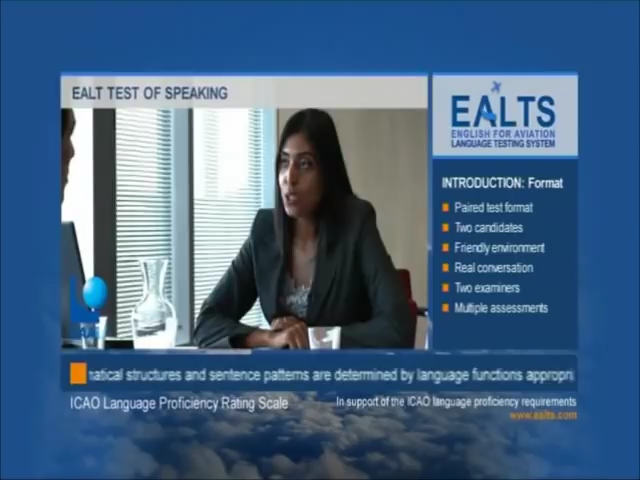 EALT TEST OF SPEAKING
EALTS
ENGLISH FOR AVIATION
LANGUAGE TESTING SYSTEM
INTRODUCTION: Format
Paired test format
Two candidates
Friendly environment
Real conversation
Two examiners
Multiple assessments
matical structures and sentence patterns are determined by language functions appropri
ICAO Language Proficiency Rating Scale
In support of the ICAO language proficiency requirements
www.ealts.com